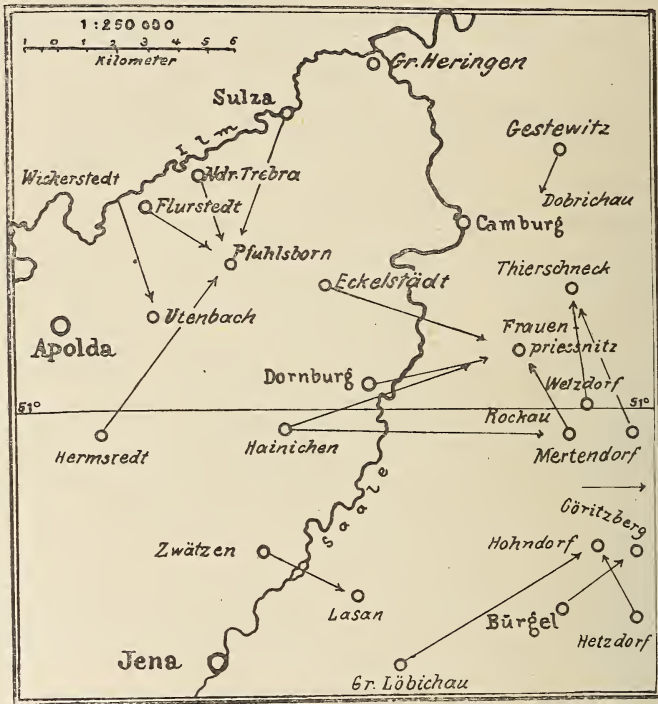 1:250 000
1 0 1 2 3 4 5 6
Kilometer
Gr. Heringen
Sulza
Ilm
Gestewitz
Wickerstedt
Ndr. Trebra
Flurstedt
Dobrichau
Camburg
Pfuhlsborn
Thierschneck
Eckelstädt
Utenbach
Frauen-
priessnitz
Apolda
Dornburg
Wetzdorf
51°
51°
Rockau
Hainichen
Mertendorf
Hermstedt
Saale
Göritzberg
Zwätzen
Hohndorf
Lasan
Bürgel
Hetzdorf
Jena
Gr. Löbichau